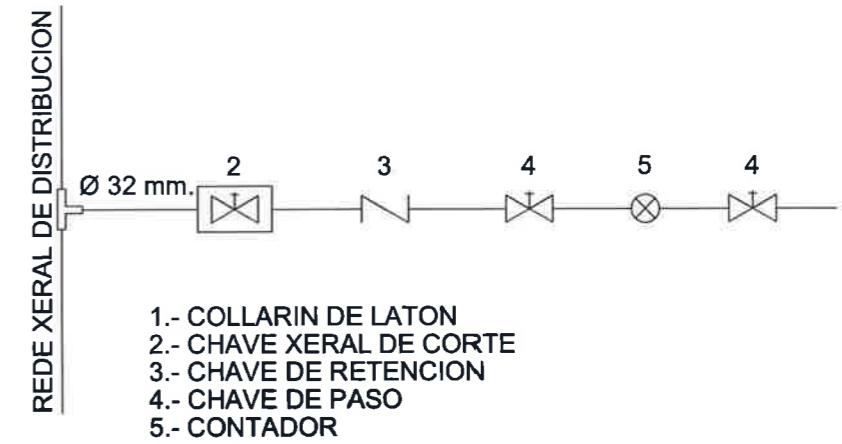 REDE XERAL DE DISTRIBUCION
Ø 32 mm.
2
3
4
5
4
1.- COLLARIN DE LATON
2.- CHAVE XERAL DE CORTE
3.- CHAVE DE RETENCION
4.- CHAVE DE PASO
5.- CONTADOR